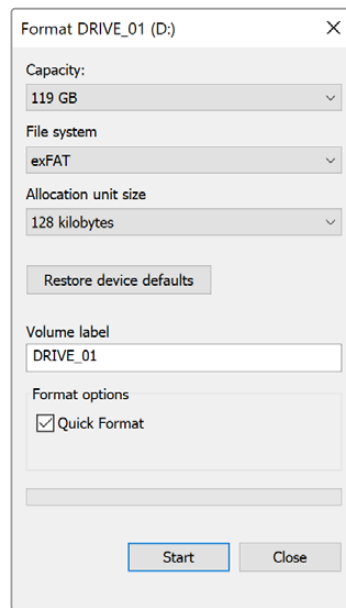 Format DRIVE_01 (D:)
Capacity:
119 GB
File system
exFAT
Allocation unit size
128 kilobytes
Restore device defaults
Volume label
DRIVE_01
Format options
Quick Format
Start Close